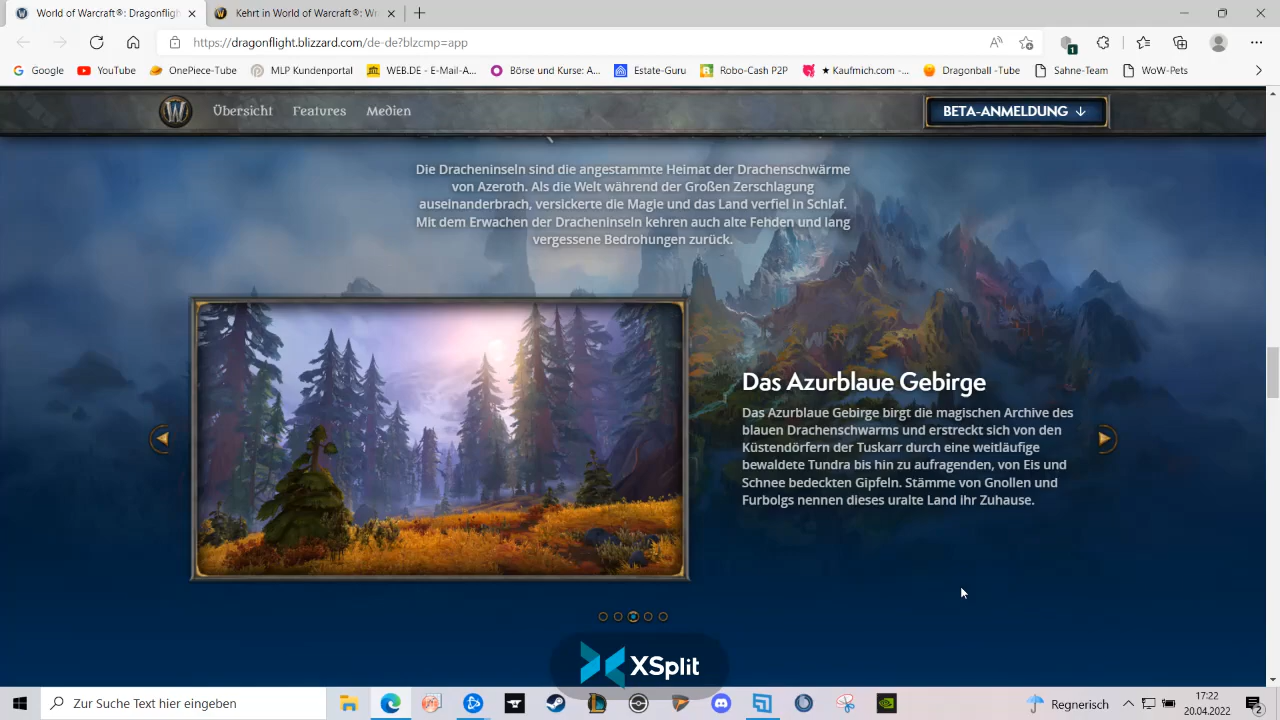 World of Warcraft: Dragonflight
Kehrt in World of Warcraft®: W
https://dragonflight.blizzard.com/de-de?blzcmp=app
1
Google
YouTube
OnePiece-Tube
MLP Kundenportal
WEB.DE - E-Mail-A...
Börse und Kurse: A...
Estate-Guru
Robo-Cash P2P
★ Kaufmich.com -...
Dragonball -Tube
Sahne-Team
WoW-Pets
W
Übersicht
Features
Medien
BETA-ANMELDUNG
Die Dracheninseln sind die angestammte Heimat der Drachenschwärme
von Azeroth. Als die Welt während der Großen Zerschlagung
auseinanderbrach, versickerte die Magie und das Land verfiel in Schlaf.
Mit dem Erwachen der Dracheninseln kehren auch alte Fehden und lang
vergessene Bedrohungen zurück.
Das Azurblaue Gebirge
Das Azurblaue Gebirge birgt die magischen Archive des
blauen Drachenschwarms und erstreckt sich von den
Küstendörfern der Tuskarr durch eine weitläufige
bewaldete Tundra bis hin zu aufragenden, von Eis und
Schnee bedeckten Gipfeln. Stämme von Gnollen und
Furbolgs nennen dieses uralte Land ihr Zuhause.
XSplit
Zur Suche Text hier eingeben
Regnerisch
17:22
20.04.2022
2